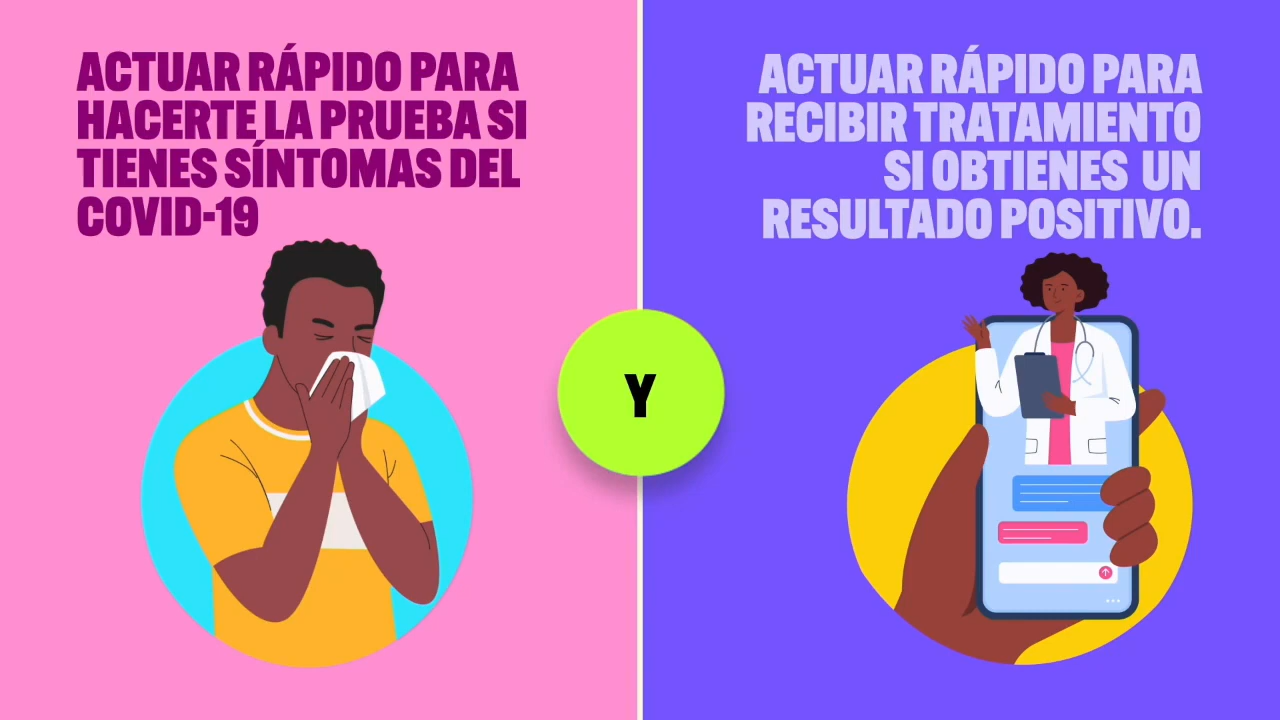 ACTUAR RÁPIDO PARA
HACERTE LA PRUEBA SI
TIENES SÍNTOMAS DEL
COVID-19
Y
ACTUAR RÁPIDO PARA
RECIBIR TRATAMIENTO
SI OBTIENES UN
RESULTADO POSITIVO.